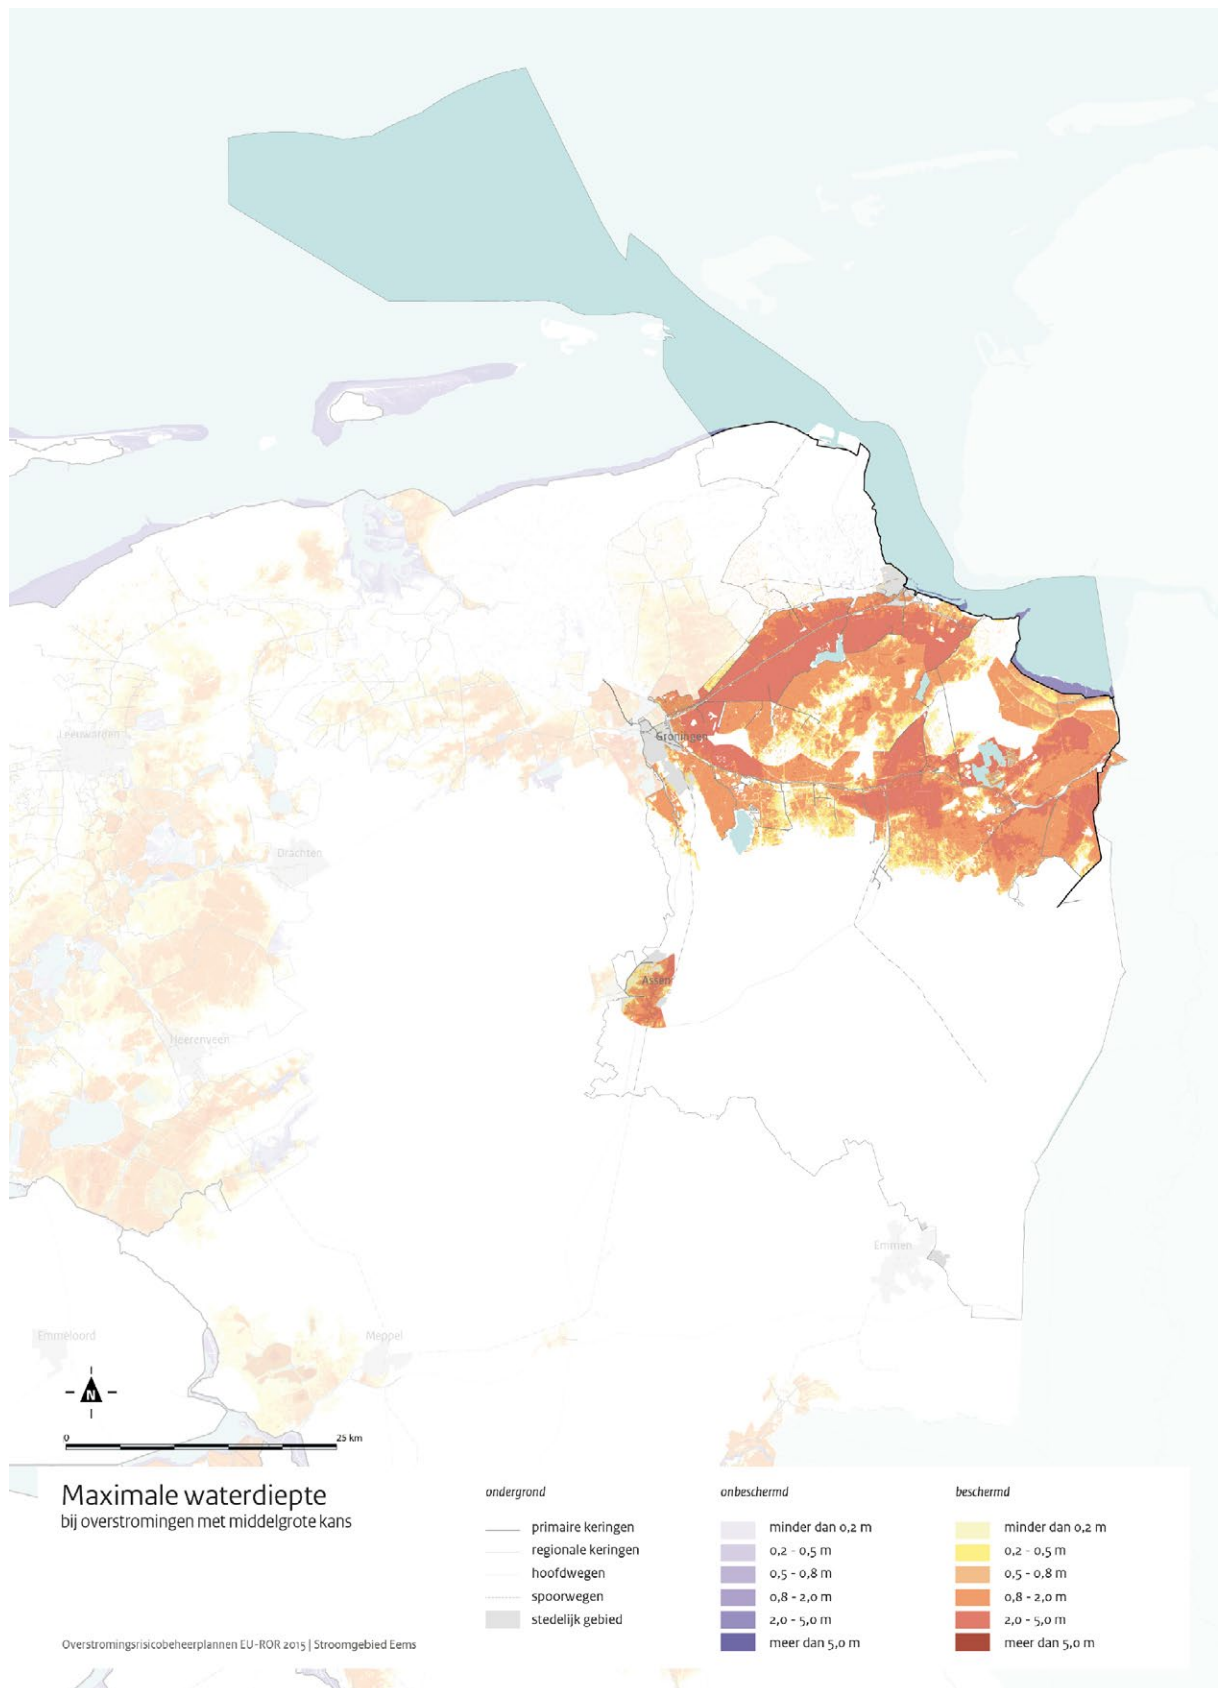 Groningen
Leeuwarden
Drachten
Assen
Heerenveen
Emmen
Emmeloord
Meppel
N
0
25 km
Maximale waterdiepte
bij overstromingen met middelgrote kans
Overstromingsrisicobeheerplannen EU-ROR 2015 | Stroomgebied Eems
ondergrond
primaire keringen
regionale keringen
hoofdwegen
spoorwegen
stedelijk gebied
onbeschermd
minder dan 0,2 m
0,2 - 0,5 m
0,5 - 0,8 m
0,8 - 2,0 m
2,0 - 5,0 m
meer dan 5,0 m
beschermd
minder dan 0,2 m
0,2 - 0,5 m
0,5 - 0,8 m
0,8 - 2,0 m
2,0 - 5,0 m
meer dan 5,0 m